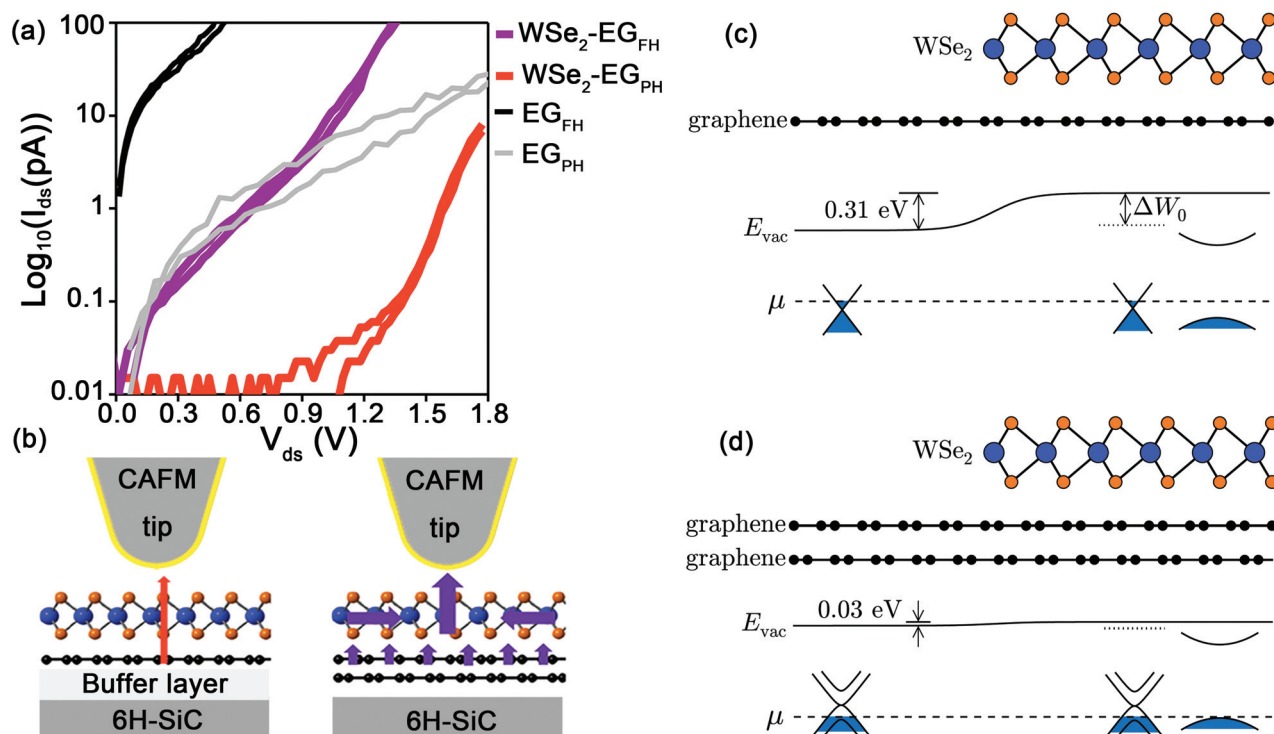 (a)
Log10(Ids(pA))
100
10
1
0.1
0.01
0.0 0.3 0.6 0.9 1.2 1.5 1.8
Vds (V)
WSe2-EGFH
WSe2-EGPH
EGFH
EGPH
(b)
CAFM
tip
Buffer layer
6H-SiC
CAFM
tip
6H-SiC
(c)
WSe2
graphene
0.31 eV
ΔW0
Evac
μ
(d)
WSe2
graphene
graphene
0.03 eV
Evac
μ